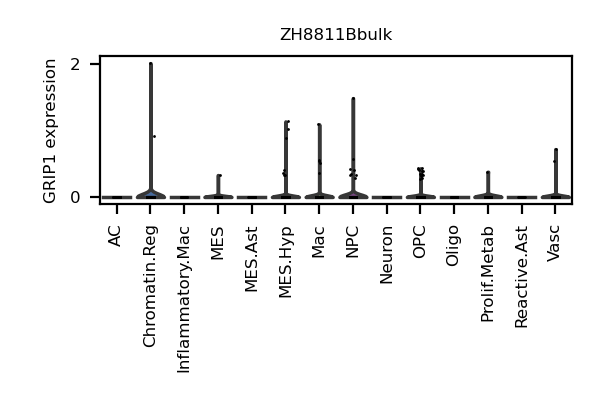 ZH8811Bbulk
GRIP1 expression
2
0
AC
Chromatin.Reg
Inflammatory.Mac
MES
MES.Ast
MES.Hyp
Mac
NPC
Neuron
OPC
Oligo
Prolif.Metab
Reactive.Ast
Vasc